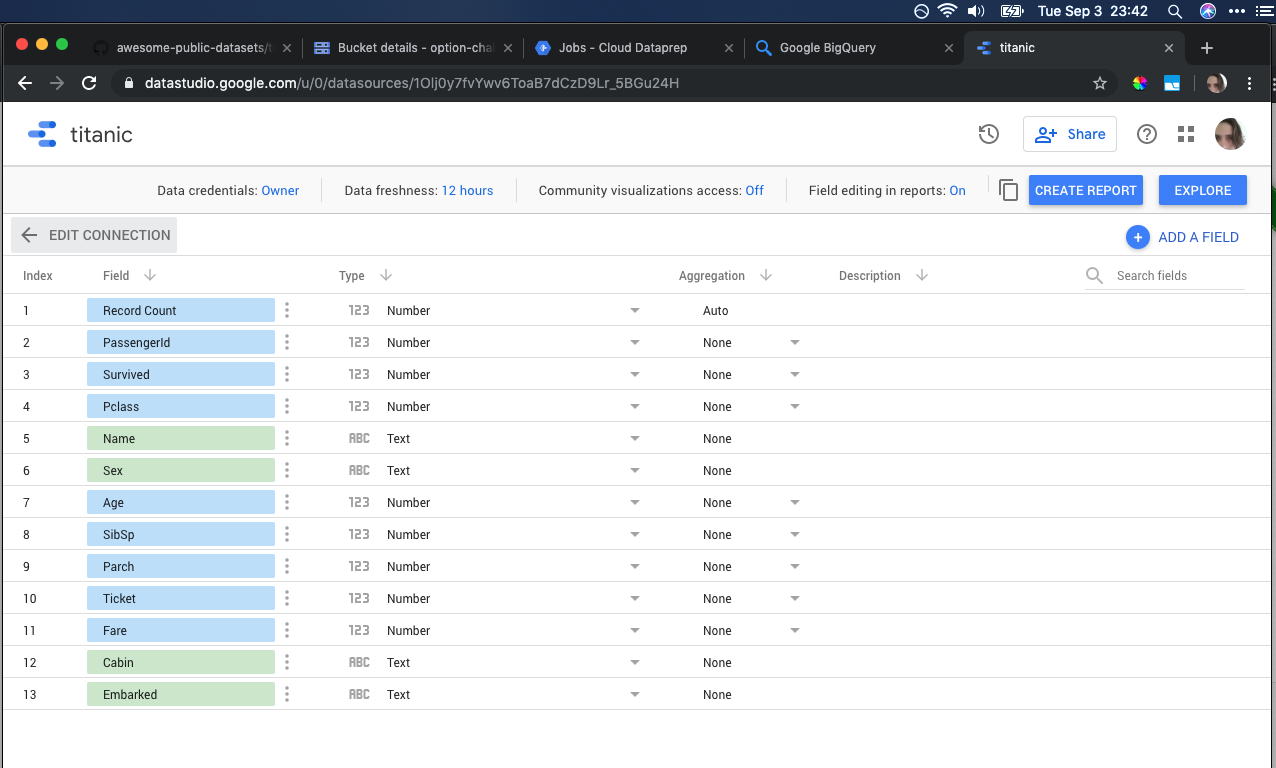 Tue Sep 3 23:42
awesome-public-datasets/t
Bucket details - option-chai
Jobs - Cloud Dataprep
Google BigQuery
titanic
datastudio.google.com/u/0/datasources/1Olj0y7fvYwv6ToaB7dCzD9Lr_5BGu24H
titanic
Share
Data credentials: Owner
Data freshness: 12 hours
Community visualizations access: Off
Field editing in reports: On
CREATE REPORT
EXPLORE
EDIT CONNECTION
ADD A FIELD
Index Field Type Aggregation Description Search fields
1 Record Count 123 Number Auto
2 PassengerId 123 Number None
3 Survived 123 Number None
4 Pclass 123 Number None
5 Name ABC Text None
6 Sex ABC Text None
7 Age 123 Number None
8 SibSp 123 Number None
9 Parch 123 Number None
10 Ticket 123 Number None
11 Fare 123 Number None
12 Cabin ABC Text None
13 Embarked ABC Text None